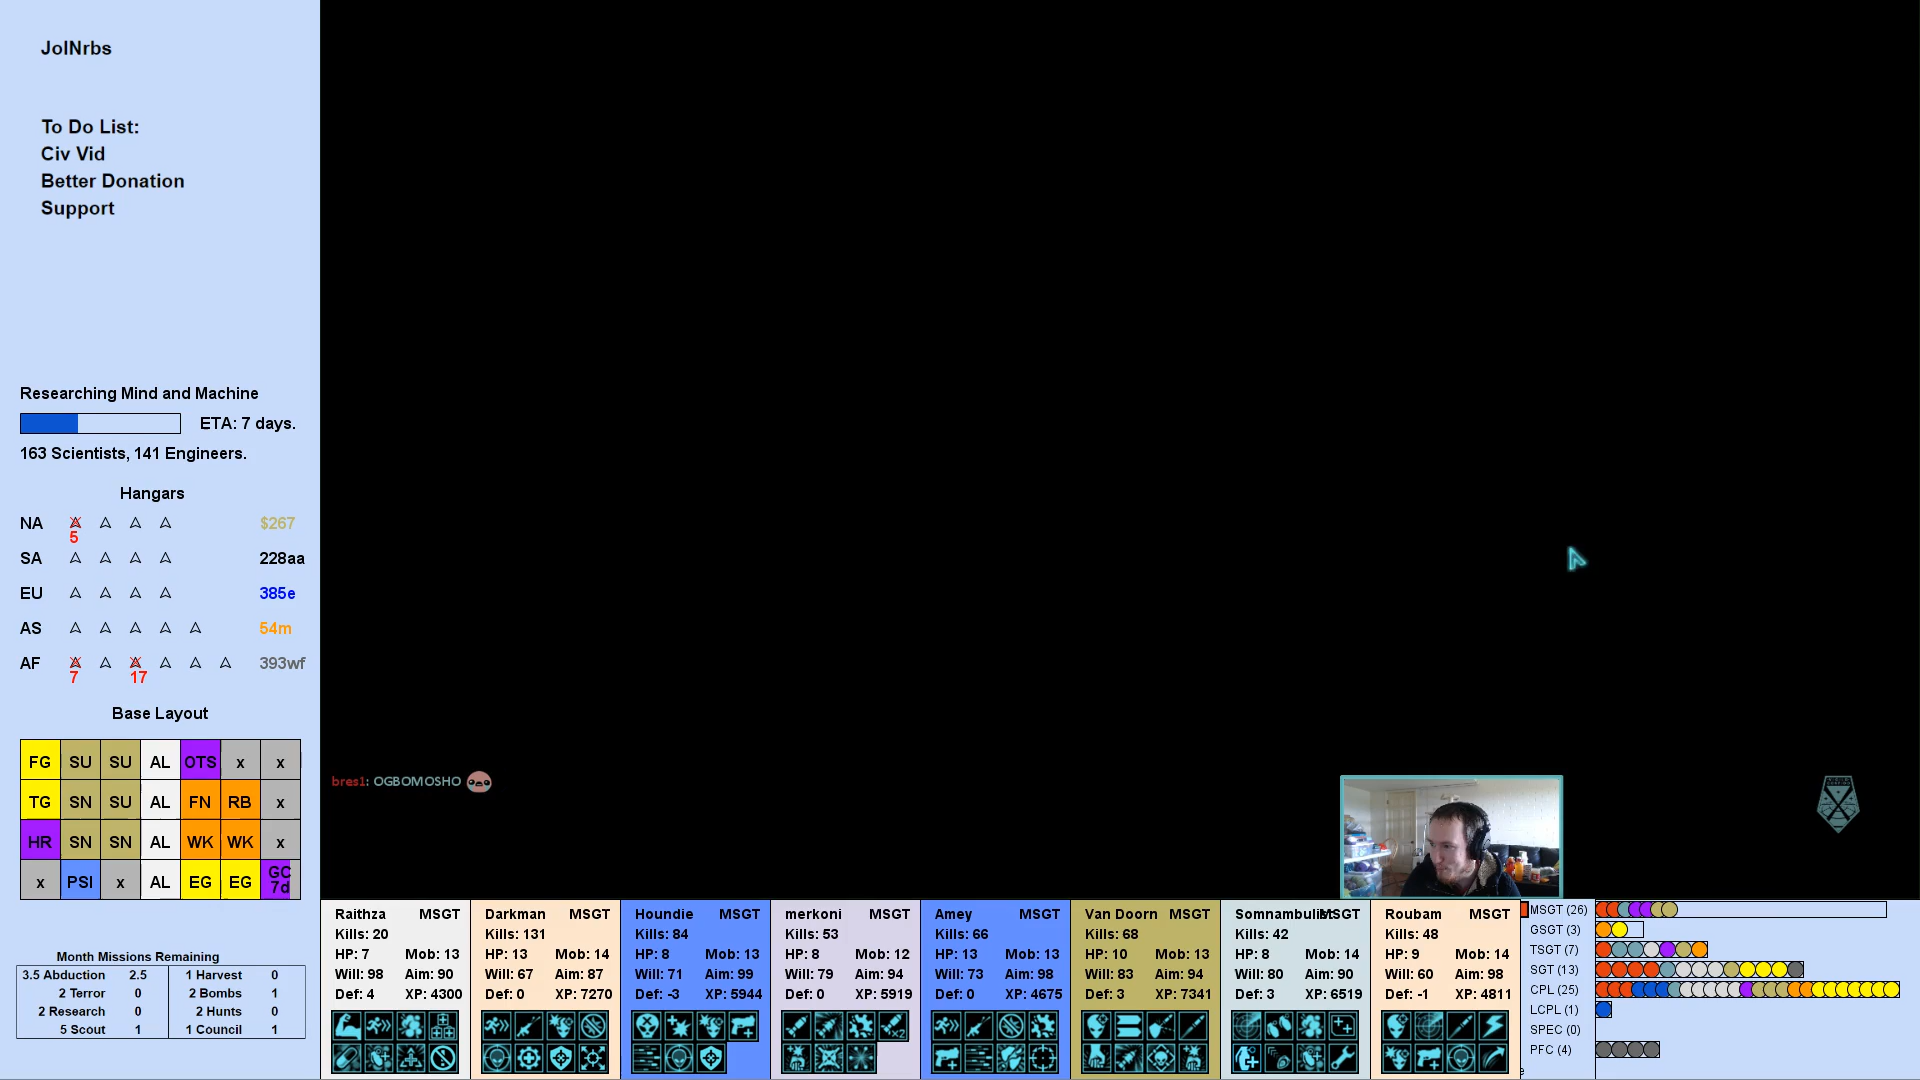 JolNrbs
To Do List:
Civ Vid
Better Donation
Support
Researching Mind and Machine
ETA: 7 days.
163 Scientists, 141 Engineers.
Hangars
NA $267
5
SA 228aa
EU 385e
AS 54m
AF 393wf
7 17
Base Layout
FG SU SU AL OTS x x
TG SN SU AL FN RB x
HR SN SN AL WK WK x
x PSI x AL EG EG GC 7d
Month Missions Remaining
3.5 Abduction 2.5 1 Harvest 0
2 Terror 0 2 Bombs 1
2 Research 0 2 Hunts 0
5 Scout 1 1 Council 1
bres1: OGBOMOSHO
Raithza MSGT
Kills: 20
HP: 7 Mob: 13
Will: 98 Aim: 90
Def: 4 XP: 4300
Darkman MSGT
Kills: 131
HP: 13 Mob: 14
Will: 67 Aim: 87
Def: 0 XP: 7270
Houndie MSGT
Kills: 84
HP: 8 Mob: 13
Will: 71 Aim: 99
Def: -3 XP: 5944
merkoni MSGT
Kills: 53
HP: 8 Mob: 12
Will: 79 Aim: 94
Def: 0 XP: 5919
x2
Amey MSGT
Kills: 66
HP: 13 Mob: 13
Will: 73 Aim: 98
Def: 0 XP: 4675
Van Doorn MSGT
Kills: 68
HP: 10 Mob: 13
Will: 83 Aim: 94
Def: 3 XP: 7341
Somnambulist MSGT
Kills: 42
HP: 8 Mob: 14
Will: 80 Aim: 90
Def: 3 XP: 6519
Roubam MSGT
Kills: 48
HP: 9 Mob: 14
Will: 60 Aim: 98
Def: -1 XP: 4811
MSGT (26)
GSGT (3)
TSGT (7)
SGT (13)
CPL (25)
LCPL (1)
SPEC (0)
PFC (4)